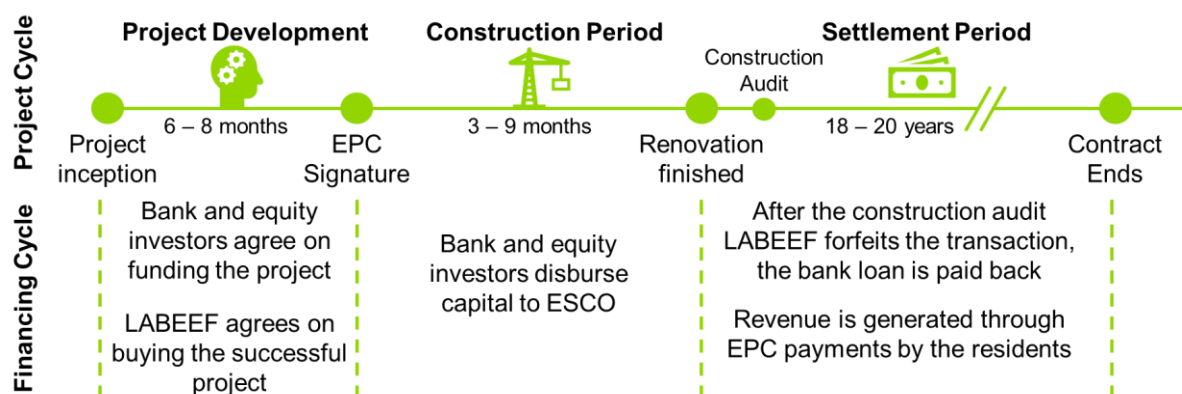 Project Cycle
Project Development
Construction Period
Settlement Period
Construction
Audit
6 – 8 months
3 – 9 months
18 – 20 years
Project
inception
EPC
Signature
Renovation
finished
Contract
Ends
Financing Cycle
Bank and equity
investors agree on
funding the project
LABEEF agrees on
buying the successful
project
Bank and equity
investors disburse
capital to ESCO
After the construction audit
LABEEF forfeits the transaction,
the bank loan is paid back
Revenue is generated through
EPC payments by the residents